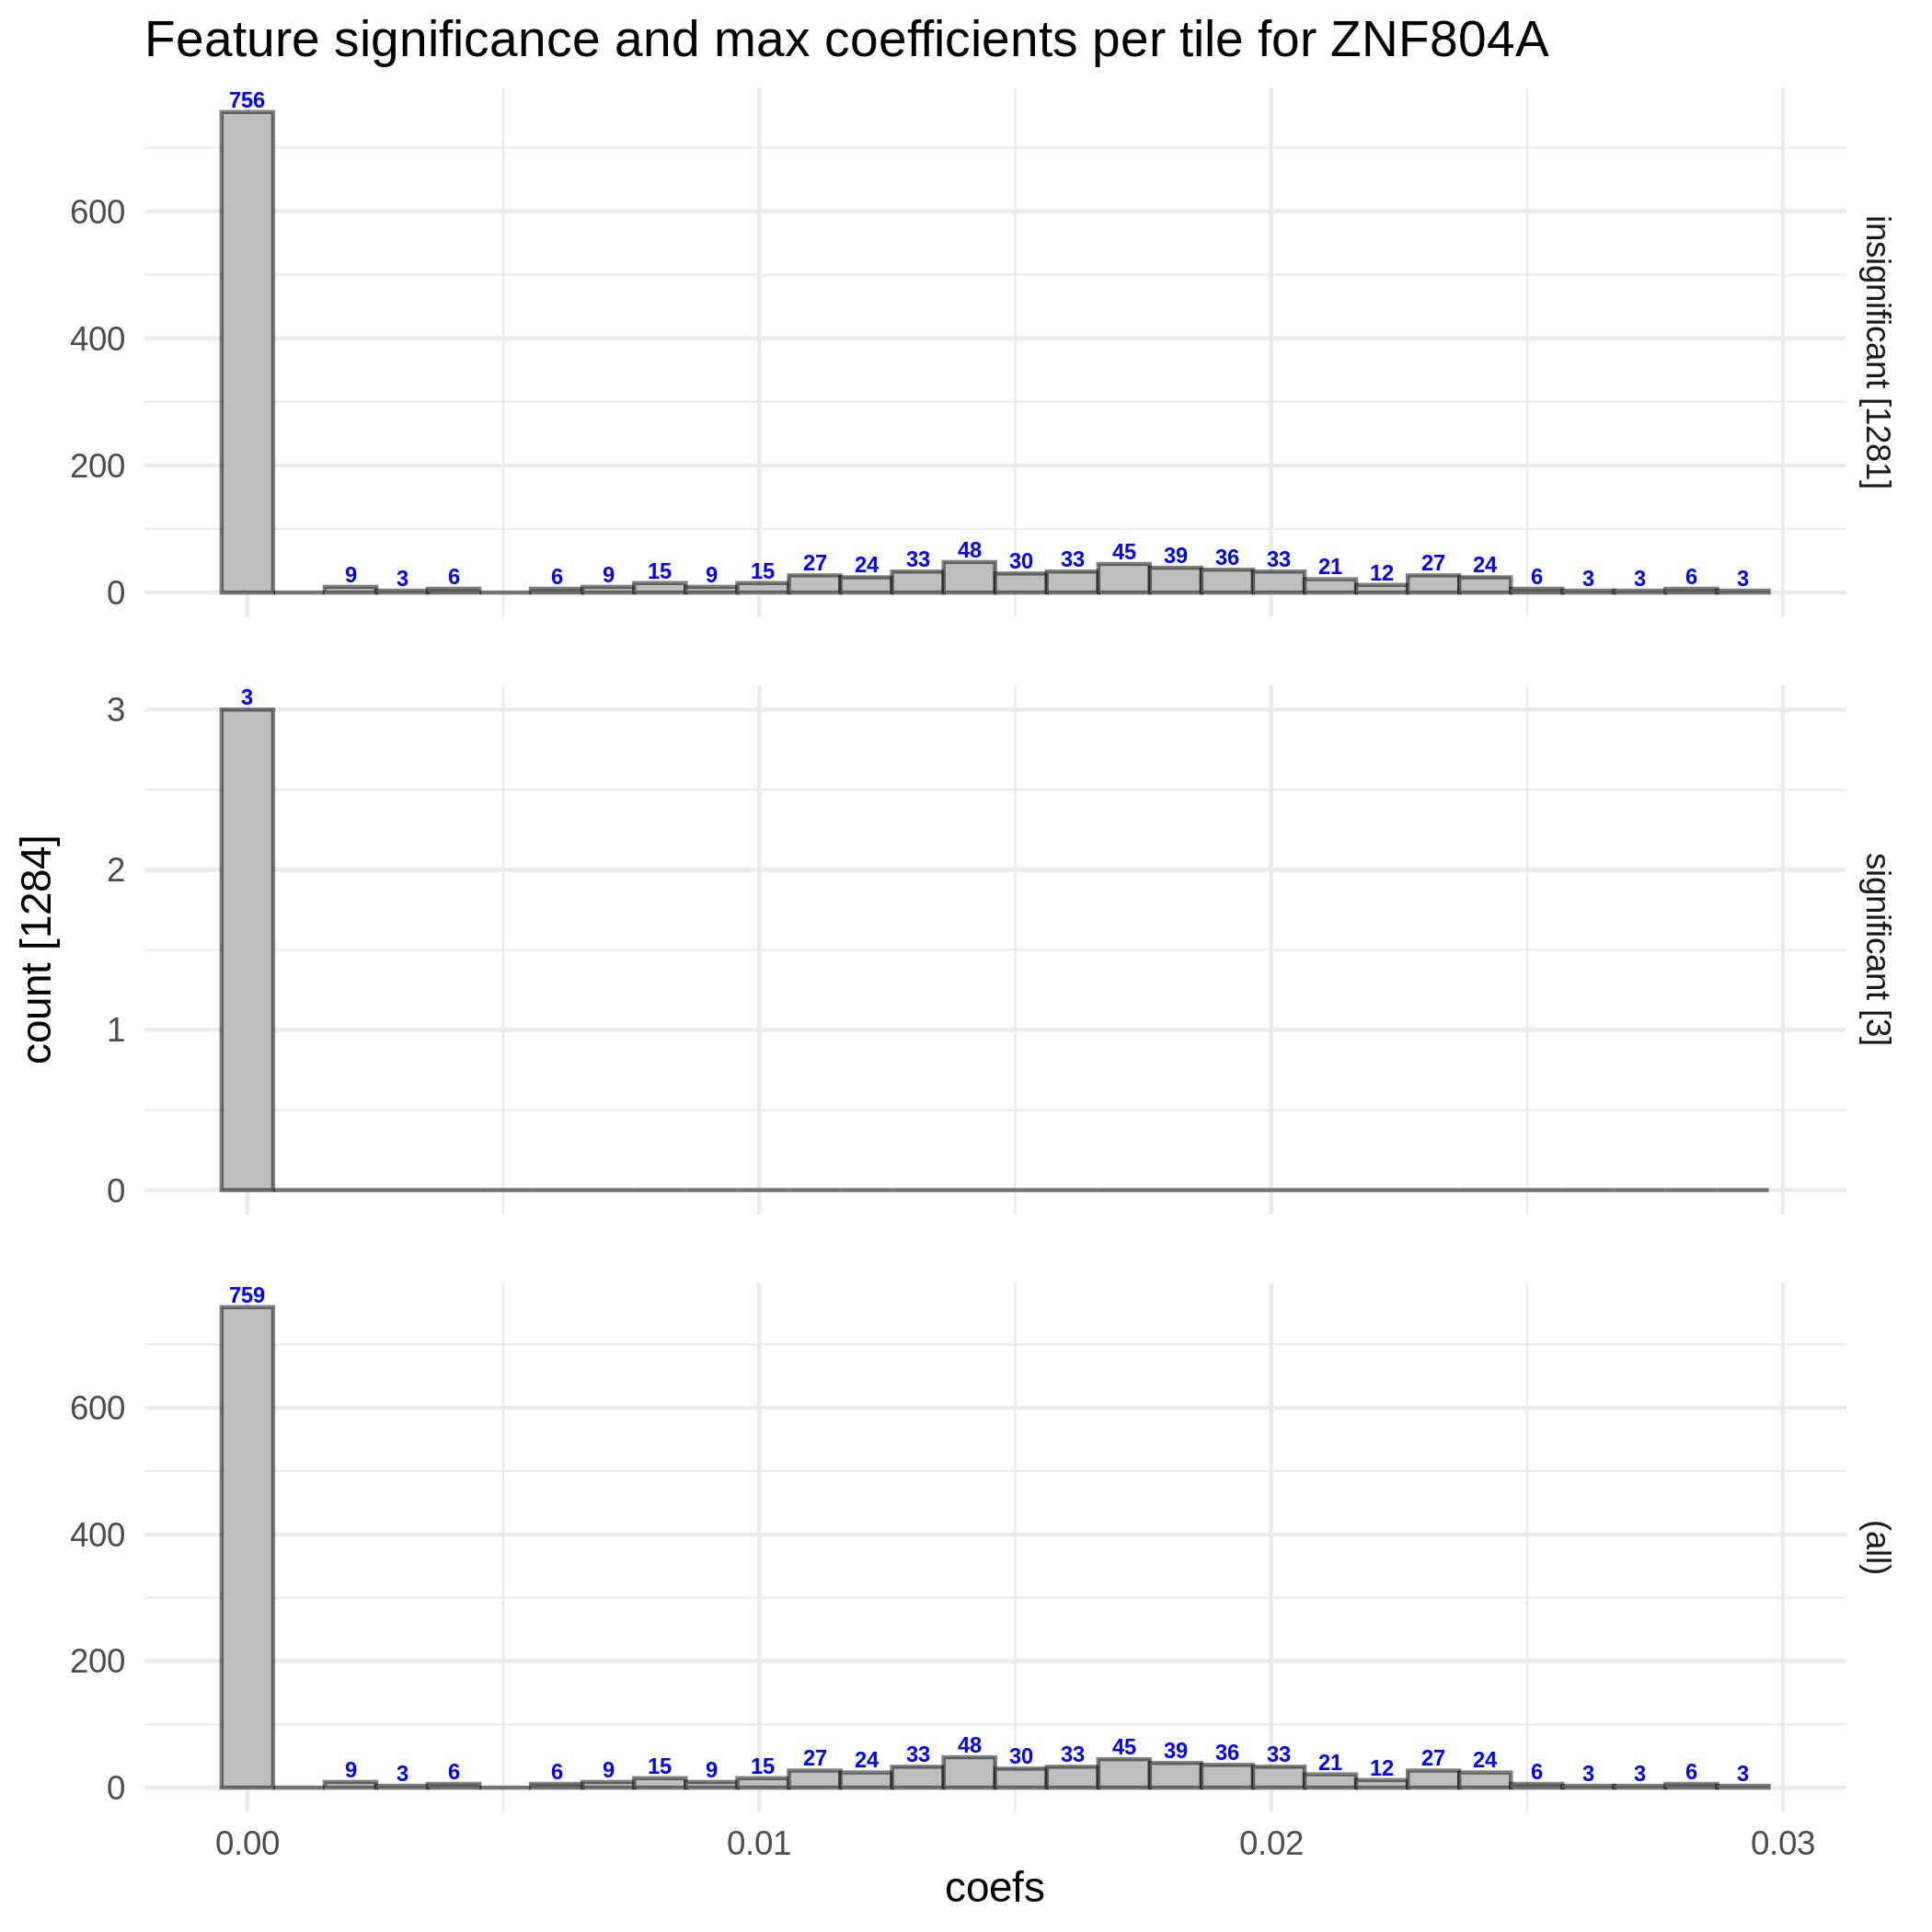 Feature significance and max coefficients per tile for ZNF804A
756
600
400
200
0
9 3 6 6 9 15 9 15 27 24 33 48 30 33 45 39 36 33 21 12 27 24 6 3 3 6 3
insignificant [1281]
count [1284]
3
3
2
1
0
significant [3]
759
600
400
200
0
9 3 6 6 9 15 9 15 27 24 33 48 30 33 45 39 36 33 21 12 27 24 6 3 3 6 3
(all)
0.00 0.01 0.02 0.03
coefs